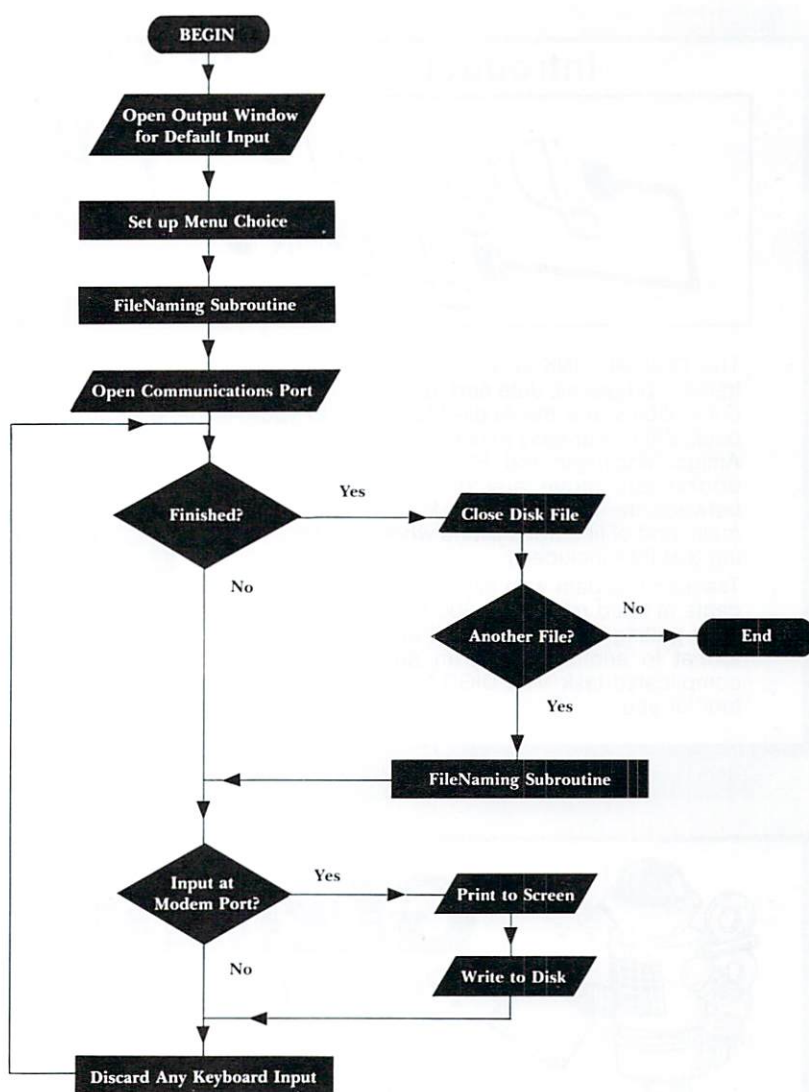 BEGIN
Open Output Window
for Default Input
Set up Menu Choice
FileNaming Subroutine
Open Communications Port
Finished?
Yes
Close Disk File
No
Another File?
No
End
Yes
FileNaming Subroutine
Input at
Modem Port?
Yes
Print to Screen
No
Write to Disk
Discard Any Keyboard Input